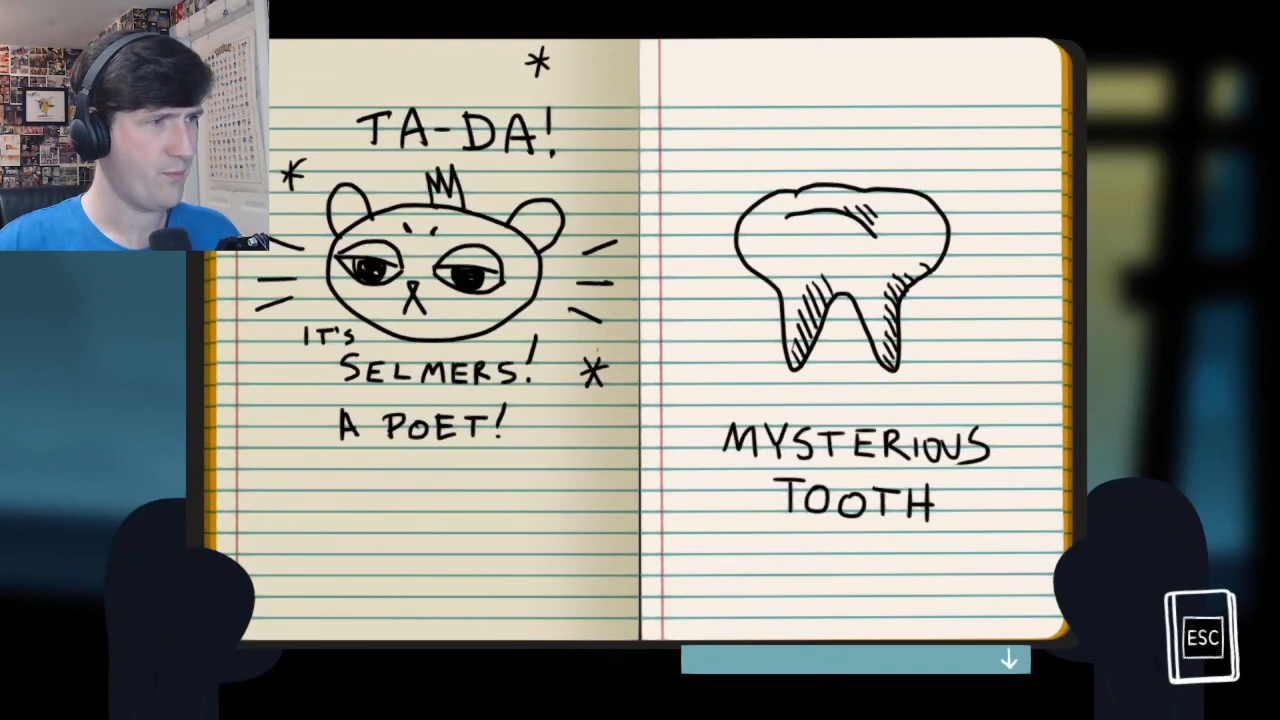 TA-DA!
IT'S
SELMERS!
A POET!
MYSTERIOUS
TOOTH
ESC